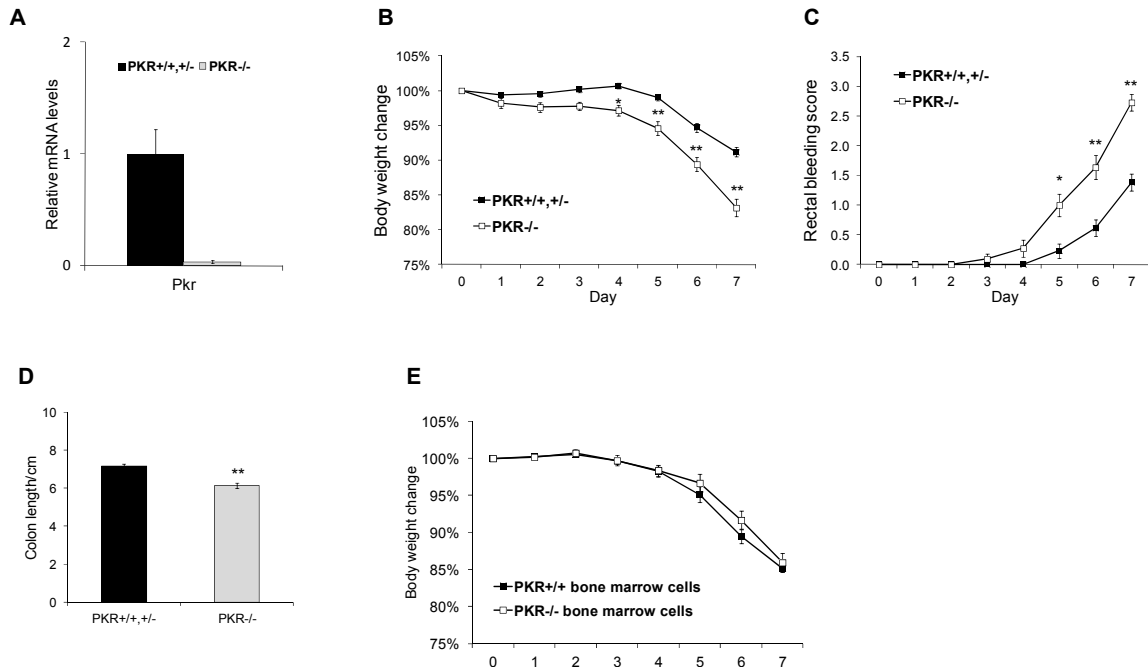 A
Relative mRNA levels
2
1
0
PKR+/+,+/- PKR-/-
Pkr
B
Body weight change
105%
100%
95%
90%
85%
80%
75%
*
**
**
**
PKR+/+,+/-
PKR-/-
0 1 2 3 4 5 6 7
Day
C
Rectal bleeding score
3.5
3.0
2.5
2.0
1.5
1.0
0.5
0.0
PKR+/+,+/-
PKR-/-
*
**
**
0 1 2 3 4 5 6 7
Day
D
Colon length/cm
10
8
6
4
2
0
**
PKR+/+,+/- PKR-/-
E
Body weight change
105%
100%
95%
90%
85%
80%
75%
PKR+/+ bone marrow cells
PKR-/- bone marrow cells
0 1 2 3 4 5 6 7